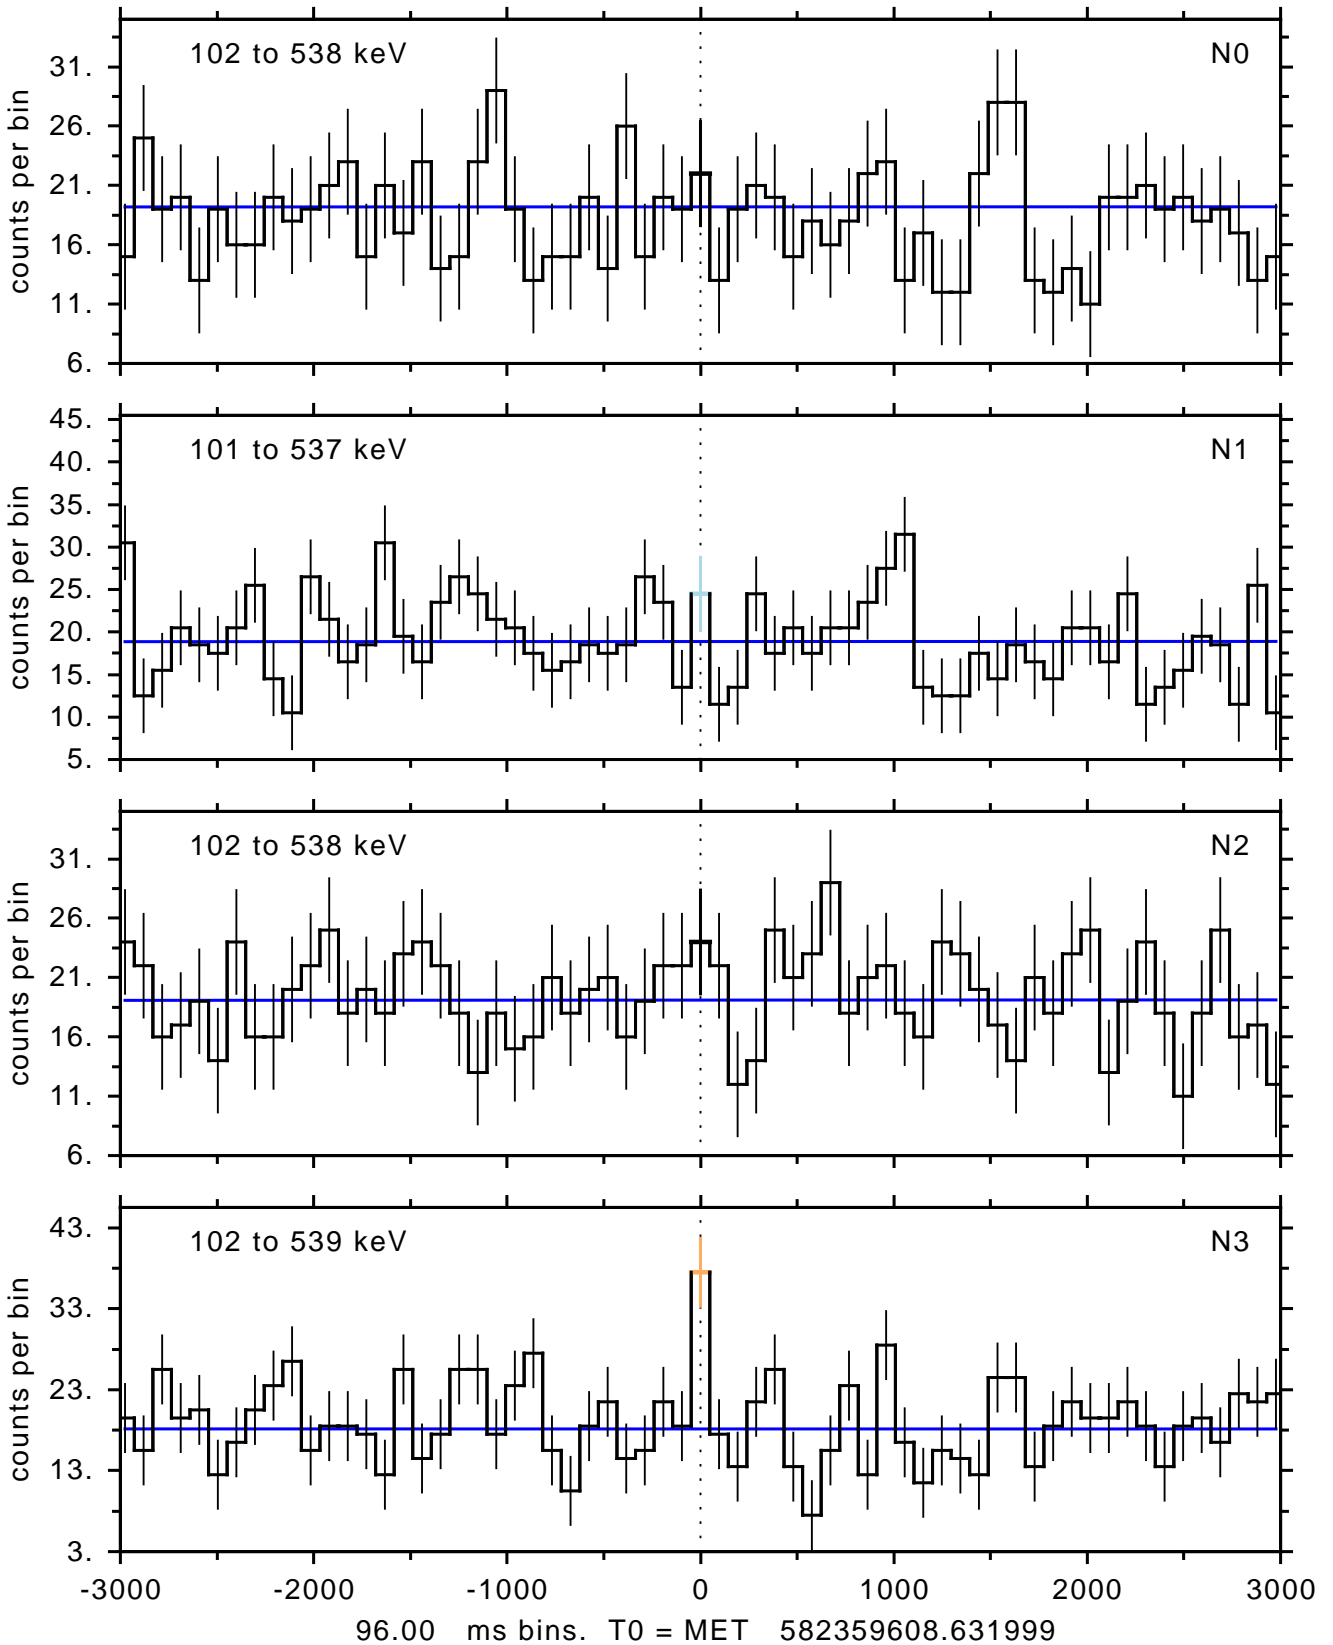 102 to 538 keV N0
counts per bin
31.
26.
21.
16.
11.
6.
101 to 537 keV N1
counts per bin
45.
40.
35.
30.
25.
20.
15.
10.
5.
102 to 538 keV N2
counts per bin
31.
26.
21.
16.
11.
6.
102 to 539 keV N3
counts per bin
43.
33.
23.
13.
3.
-3000 -2000 -1000 0 1000 2000 3000
96.00 ms bins. T0 = MET 582359608.631999